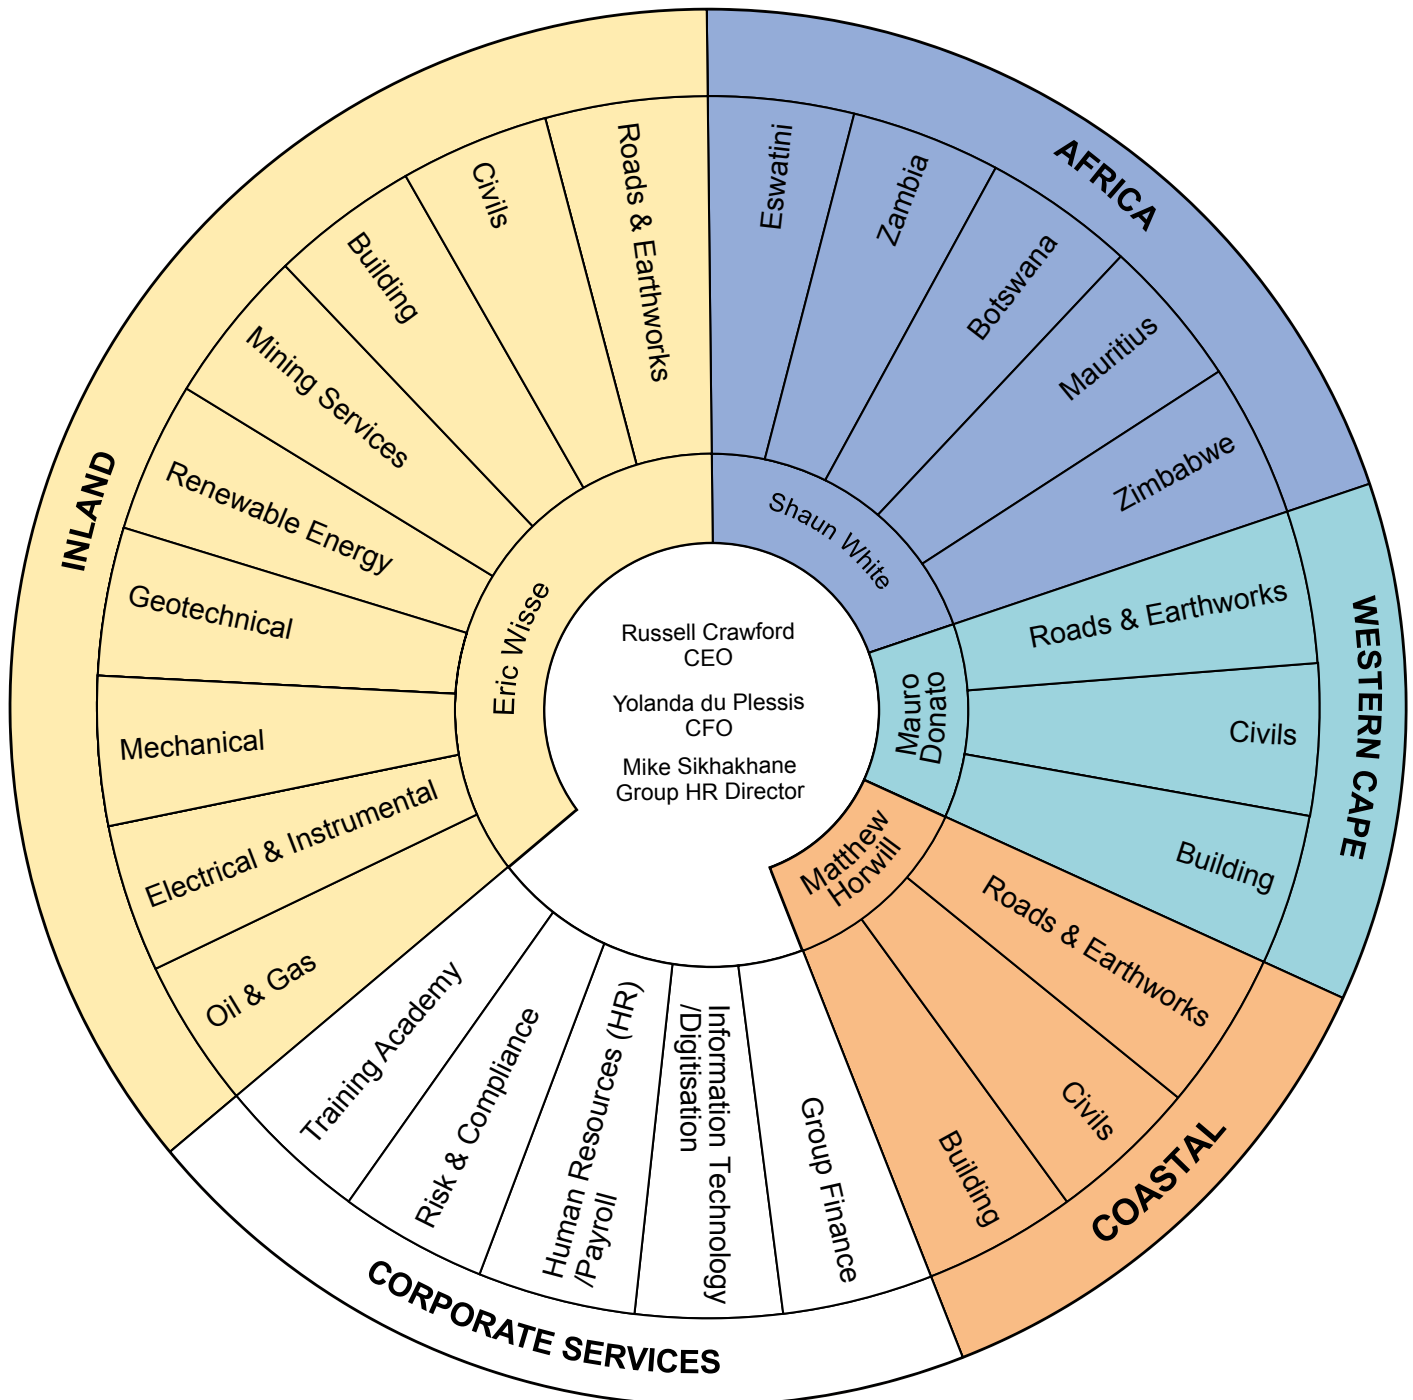 AFRICA
Eswatini
Zambia
Botswana
Mauritius
Zimbabwe
Shaun White
WESTERN CAPE
Roads & Earthworks
Civils
Building
Mauro
Donato
COASTAL
Roads & Earthworks
Civils
Building
Matthew
Horwill
CORPORATE SERVICES
Group Finance
Information Technology
/Digitisation
Human Resources (HR)
/Payroll
Risk & Compliance
Training Academy
INLAND
Oil & Gas
Electrical & Instrumental
Mechanical
Geotechnical
Renewable Energy
Mining Services
Building
Civils
Roads & Earthworks
Eric Wisse
Russell Crawford
CEO
Yolanda du Plessis
CFO
Mike Sikhakhane
Group HR Director